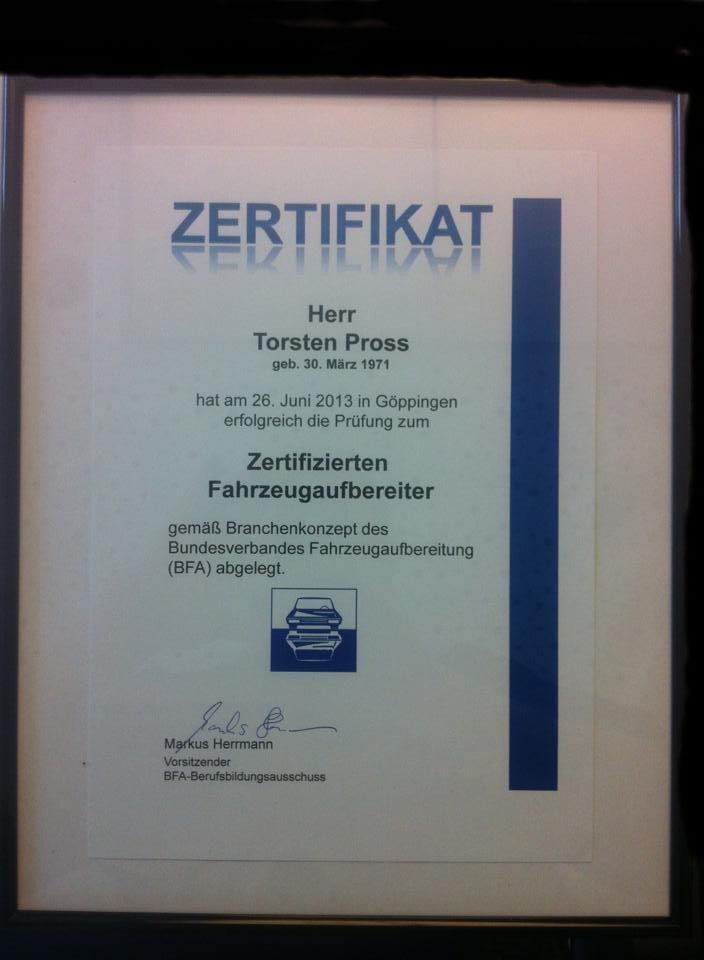 ZERTIFIKAT
Herr
Torsten Pross
geb. 30. März 1971
hat am 26. Juni 2013 in Göppingen
erfolgreich die Prüfung zum
Zertifizierten
Fahrzeugaufbereiter
gemäß Branchenkonzept des
Bundesverbandes Fahrzeugaufbereitung
(BFA) abgelegt.
Markus Herrmann
Vorsitzender
BFA-Berufsbildungsausschuss